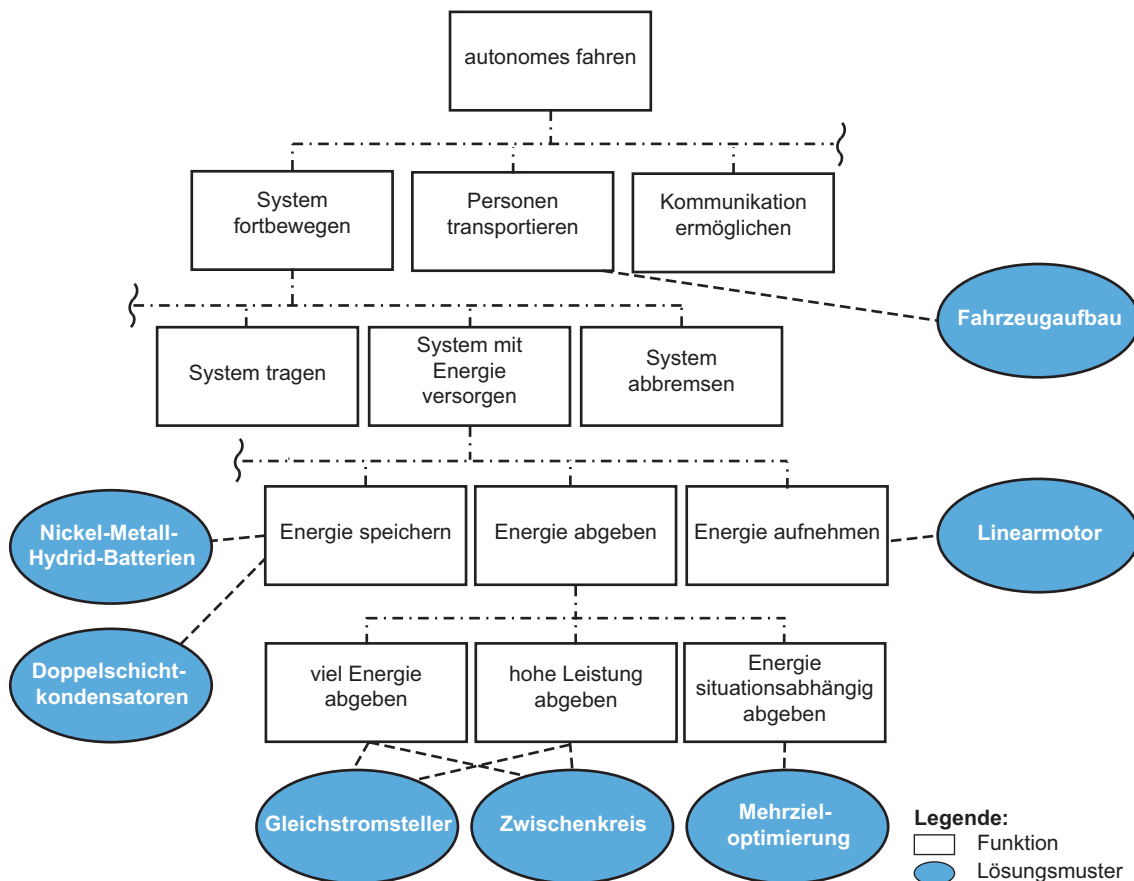 autonomes fahren
System
fortbewegen
Personen
transportieren
Kommunikation
ermöglichen
Fahrzeugaufbau
System tragen
System mit
Energie
versorgen
System
abbremsen
Nickel-Metall-
Hydrid-Batterien
Energie speichern
Energie abgeben
Energie aufnehmen
Linearmotor
Doppelschicht-
kondensatoren
viel Energie
abgeben
hohe Leistung
abgeben
Energie
situationsabhängig
abgeben
Gleichstromsteller
Zwischenkreis
Mehrziel-
optimierung
Legende:
Funktion
Lösungsmuster